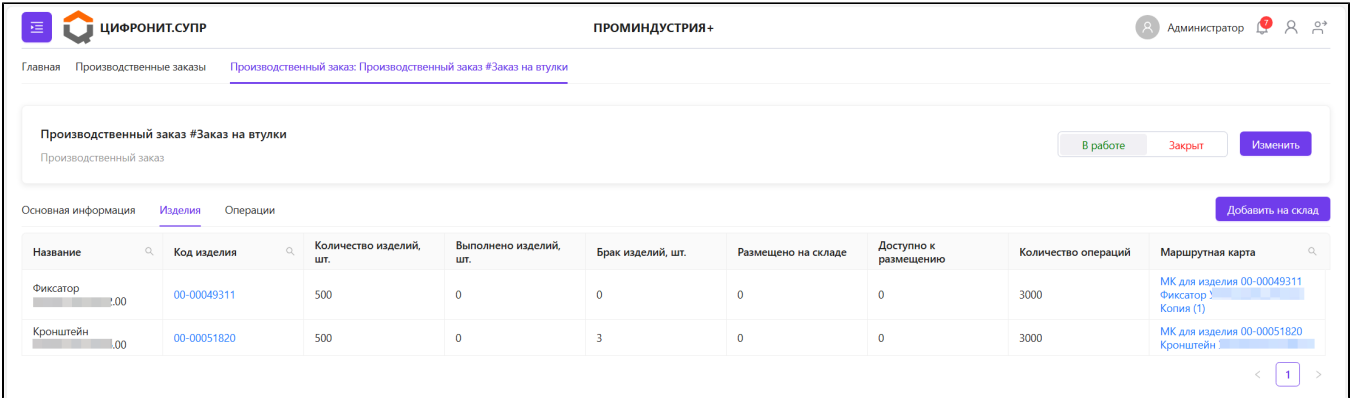 ЦИФРОНИТ.СУПР
ПРОМИНДУСТРИЯ+
Администратор
7
Главная Производственные заказы Производственный заказ: Производственный заказ #Заказ на втулки
Производственный заказ #Заказ на втулки
Производственный заказ
В работе Закрыт Изменить
Основная информация Изделия Операции Добавить на склад
Название Код изделия Количество изделий, шт. Выполнено изделий, шт. Брак изделий, шт. Размещено на складе Доступно к размещению Количество операций Маршрутная карта
Фиксатор
.00
00-00049311 500 0 0 0 0 3000
МК для изделия 00-00049311
Фиксатор
Копия (1)
Кронштейн
.00
00-00051820 500 0 3 0 0 3000
МК для изделия 00-00051820
Кронштейн
< 1 >